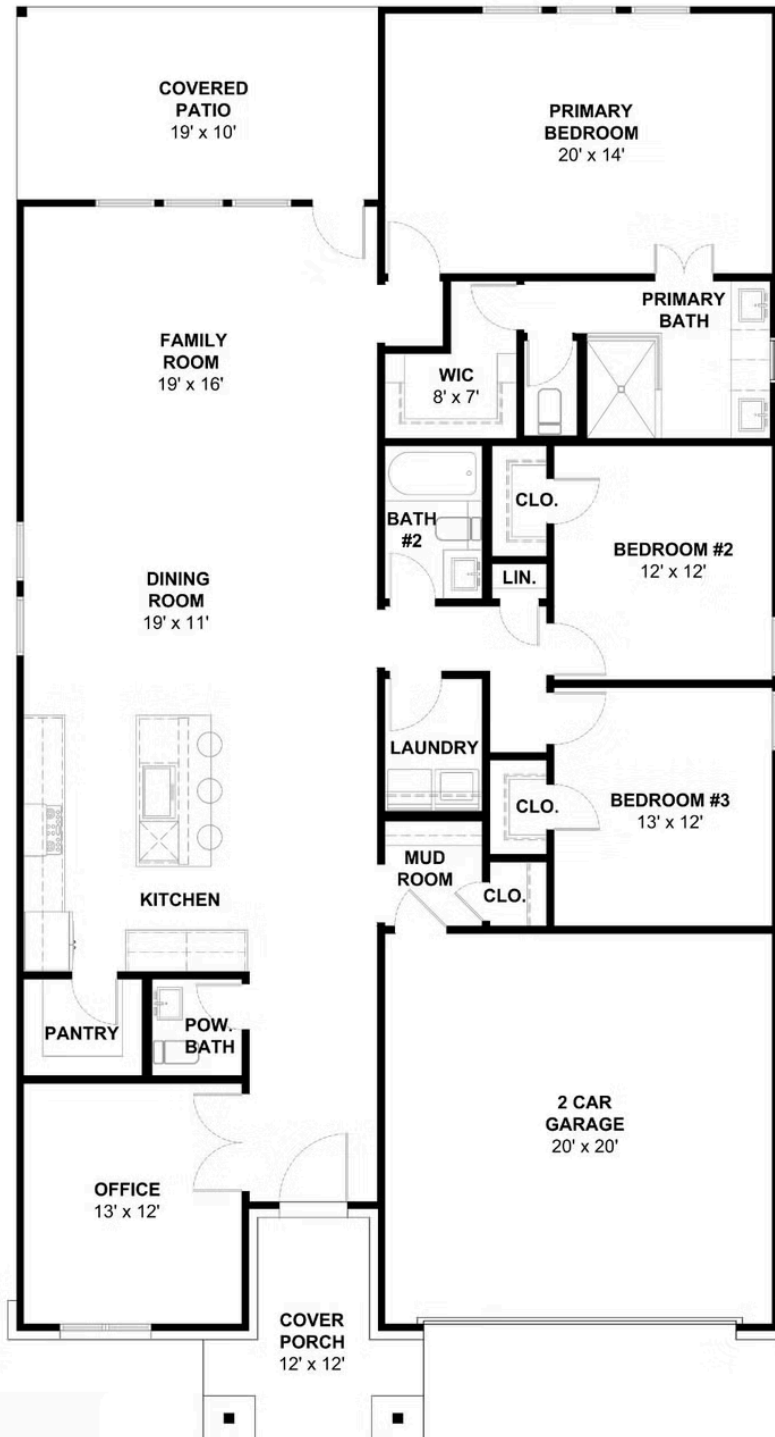 COVERED
PATIO
19' x 10'
PRIMARY
BEDROOM
20' x 14'
PRIMARY
BATH
FAMILY
ROOM
19' x 16'
WIC
8' x 7'
CLO.
BATH
#2
BEDROOM #2
12' x 12'
LIN.
DINING
ROOM
19' x 11'
LAUNDRY
CLO.
BEDROOM #3
13' x 12'
MUD
ROOM
CLO.
KITCHEN
PANTRY
POW.
BATH
2 CAR
GARAGE
20' x 20'
OFFICE
13' x 12'
COVER
PORCH
12' x 12'